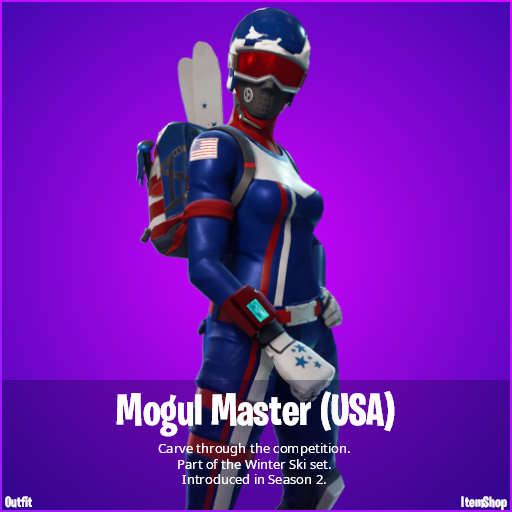 Mogul Master (USA)
Carve through the competition.
Part of the Winter Ski set.
Introduced in Season 2.
Outfit
ItemShop